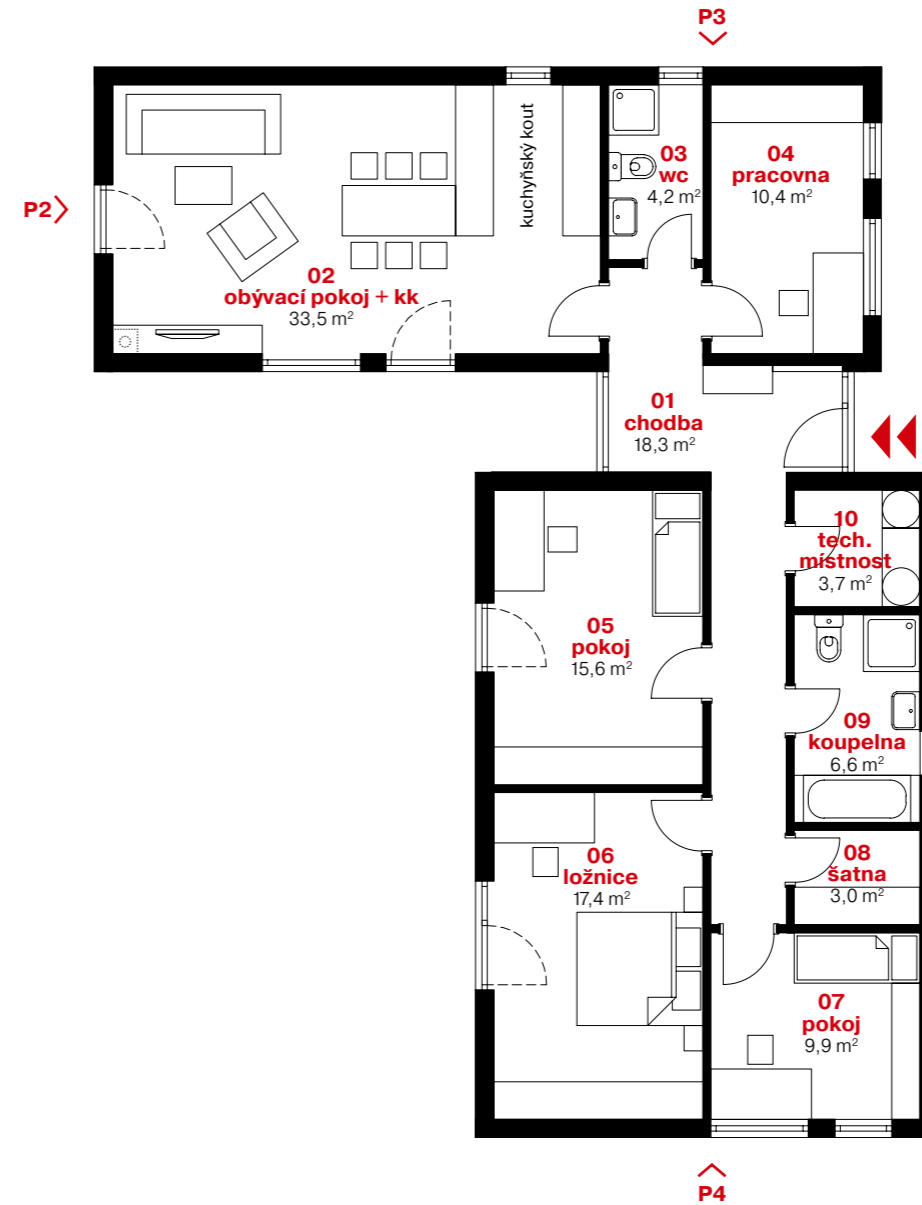 P3
P2
kuchyňský kout
03
wc
4,2 m²
04
pracovna
10,4 m²
02
obývací pokoj + kk
33,5 m²
01
chodba
18,3 m²
10
tech.
místnost
3,7 m²
05
pokoj
15,6 m²
09
koupelna
6,6 m²
06
ložnice
17,4 m²
08
šatna
3,0 m²
07
pokoj
9,9 m²
P4